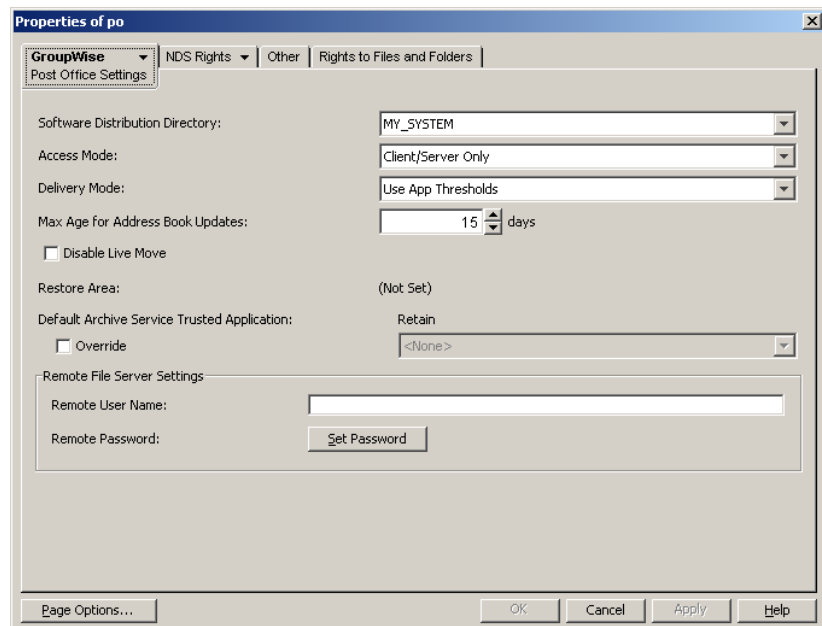 Properties of po
GroupWise NDS Rights Other Rights to Files and Folders
Post Office Settings
Software Distribution Directory: MY_SYSTEM
Access Mode: Client/Server Only
Delivery Mode: Use App Thresholds
Max Age for Address Book Updates: 15 days
Disable Live Move
Restore Area: (Not Set)
Default Archive Service Trusted Application: Retain
Override <None>
Remote File Server Settings
Remote User Name:
Remote Password: Set Password
Page Options... OK Cancel Apply Help